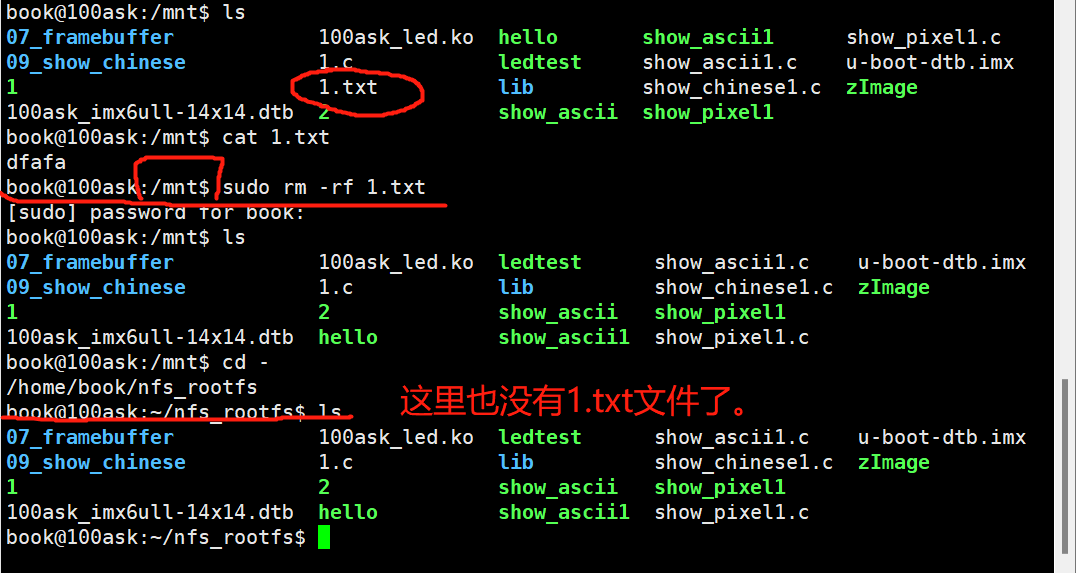 book@100ask:/mnt$ ls
07_framebuffer 100ask_led.ko hello show_ascii1 show_pixel1.c
09_show_chinese 1.c ledtest show_ascii1.c u-boot-dtb.imx
1 1.txt lib show_chinese1.c zImage
100ask_imx6ull-14x14.dtb 2 show_ascii show_pixel1
book@100ask:/mnt$ cat 1.txt
dfafa
book@100ask:/mnt$ sudo rm -rf 1.txt
[sudo] password for book:
book@100ask:/mnt$ ls
07_framebuffer 100ask_led.ko ledtest show_ascii1.c u-boot-dtb.imx
09_show_chinese 1.c lib show_chinese1.c zImage
1 2 show_ascii show_pixel1
100ask_imx6ull-14x14.dtb hello show_ascii1 show_pixel1.c
book@100ask:/mnt$ cd -
/home/book/nfs_rootfs
book@100ask:~/nfs_rootfs$ ls 这里也没有1.txt文件了。
07_framebuffer 100ask_led.ko ledtest show_ascii1.c u-boot-dtb.imx
09_show_chinese 1.c lib show_chinese1.c zImage
1 2 show_ascii show_pixel1
100ask_imx6ull-14x14.dtb hello show_ascii1 show_pixel1.c
book@100ask:~/nfs_rootfs$